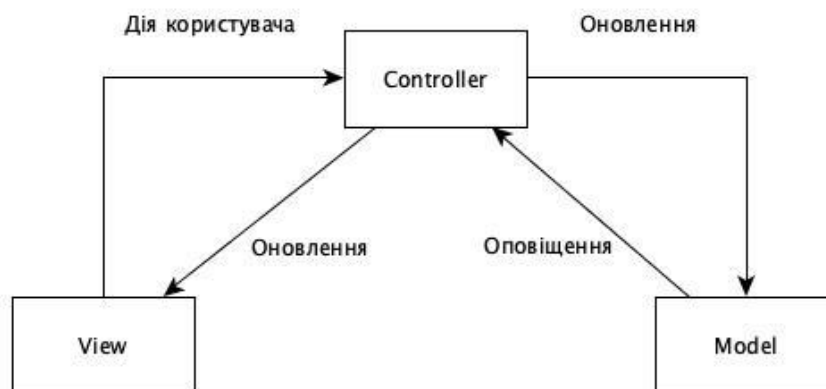 Дія користувача
Оновлення
Controller
Оновлення
Оповіщення
View
Model